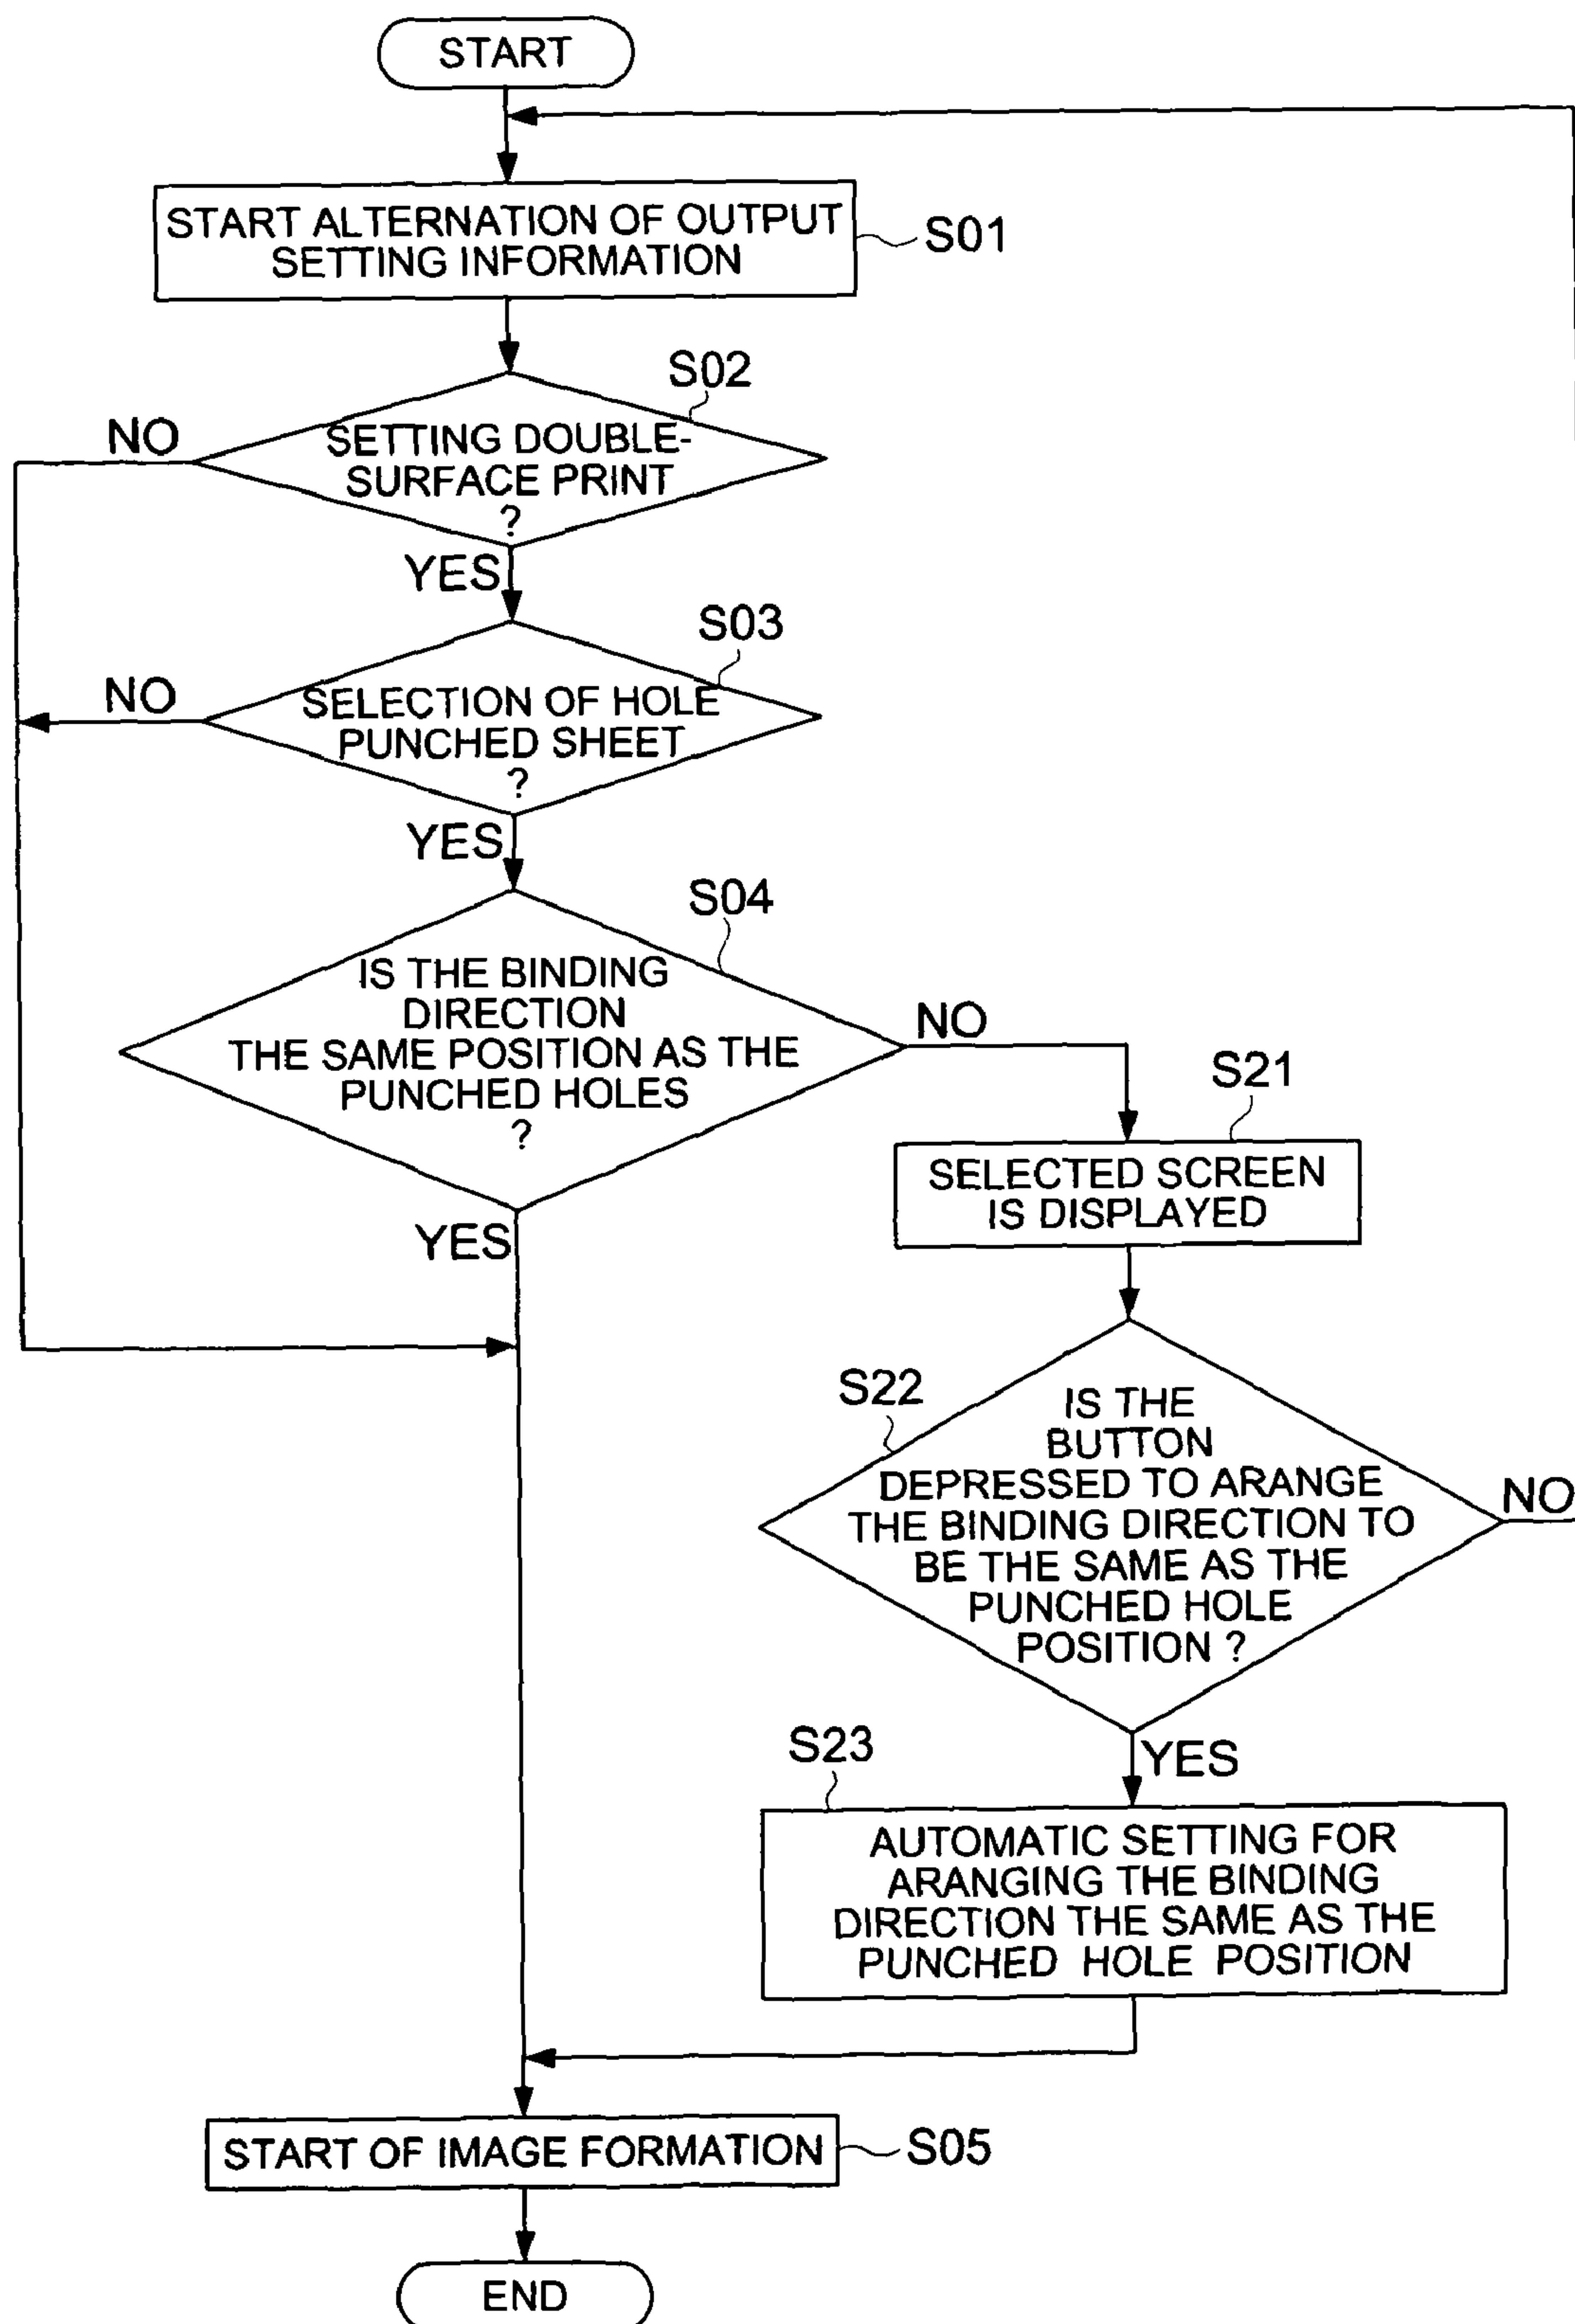 START
START ALTERNATION OF OUTPUT
SETTING INFORMATION
S01
S02
NO
SETTING DOUBLE-
SURFACE PRINT
?
YES
S03
NO
SELECTION OF HOLE
PUNCHED SHEET
?
YES
S04
IS THE BINDING
DIRECTION
THE SAME POSITION AS THE
PUNCHED HOLES
?
NO
YES
S21
SELECTED SCREEN
IS DISPLAYED
S22
IS THE
BUTTON
DEPRESSED TO ARANGE
THE BINDING DIRECTION TO
BE THE SAME AS THE
PUNCHED HOLE
POSITION ?
NO
YES
S23
AUTOMATIC SETTING FOR
ARANGING THE BINDING
DIRECTION THE SAME AS THE
PUNCHED HOLE POSITION
START OF IMAGE FORMATION
S05
END